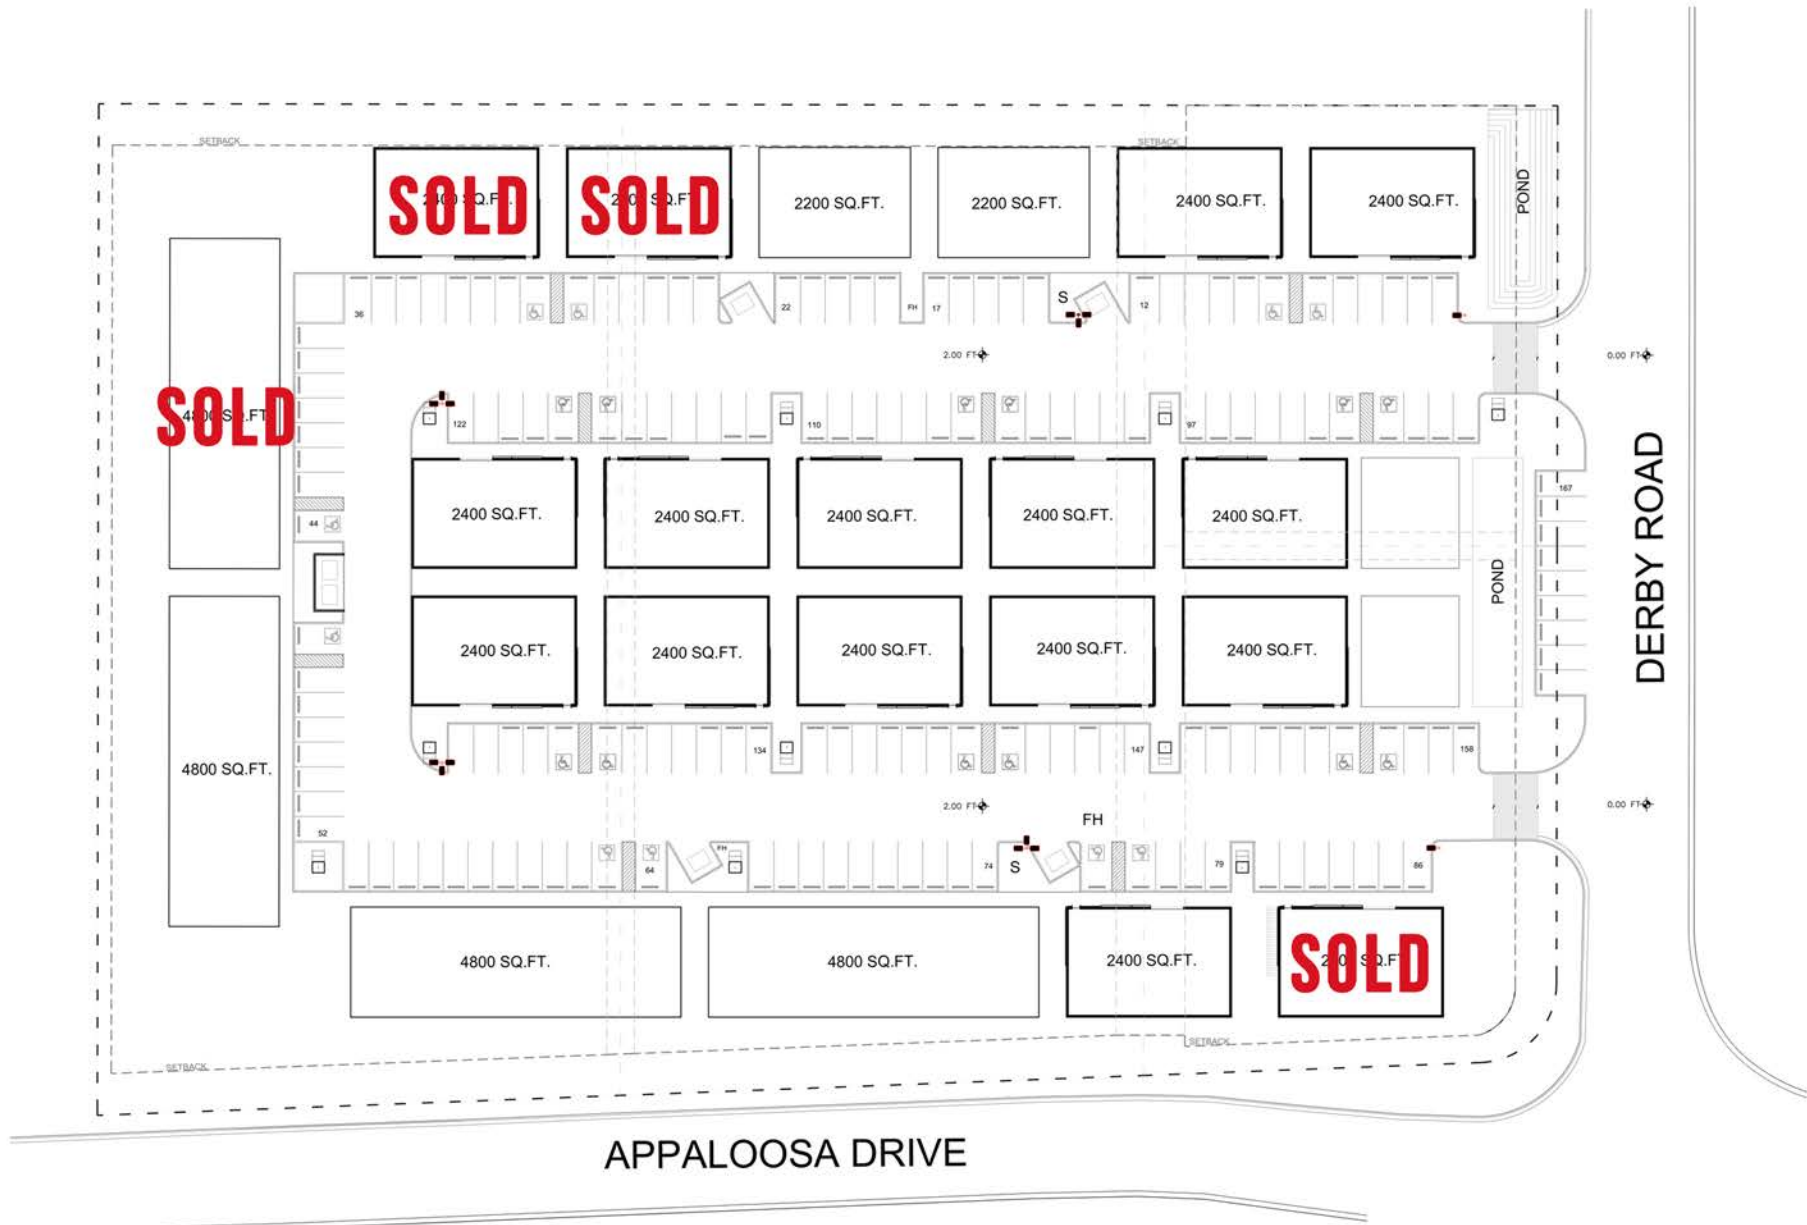 SETBACK
SETBACK
SOLD
SOLD
2200 SQ.FT.
2200 SQ.FT.
2400 SQ.FT.
2400 SQ.FT.
POND
36
22
FH
17
S
12
2.00 FT
0.00 FT
SOLD
122
110
97
DERBY ROAD
167
44
2400 SQ.FT.
2400 SQ.FT.
2400 SQ.FT.
2400 SQ.FT.
2400 SQ.FT.
POND
2400 SQ.FT.
2400 SQ.FT.
2400 SQ.FT.
2400 SQ.FT.
2400 SQ.FT.
4800 SQ.FT.
134
147
158
2.00 FT
0.00 FT
FH
52
64
FH
74
S
79
86
4800 SQ.FT.
4800 SQ.FT.
2400 SQ.FT.
SOLD
SETBACK
SETBACK
APPALOOSA DRIVE